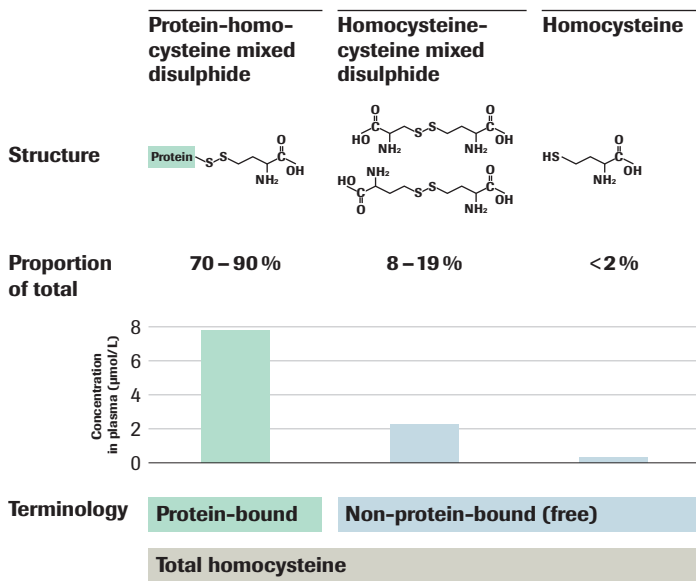 Protein-homo-
cysteine mixed
disulphide
Homocysteine-
cysteine mixed
disulphide
Homocysteine
Structure
Protein
S
S
O
C
OH
NH₂
O
C
HO
NH₂
S
S
NH₂
O
C
OH
HO
C
O
NH₂
S
S
NH₂
O
C
OH
HS
O
C
OH
NH₂
Proportion
of total
70 – 90 %
8 – 19 %
<2 %
Concentration
in plasma (µmol/L)
8
6
4
2
0
Terminology
Protein-bound
Non-protein-bound (free)
Total homocysteine